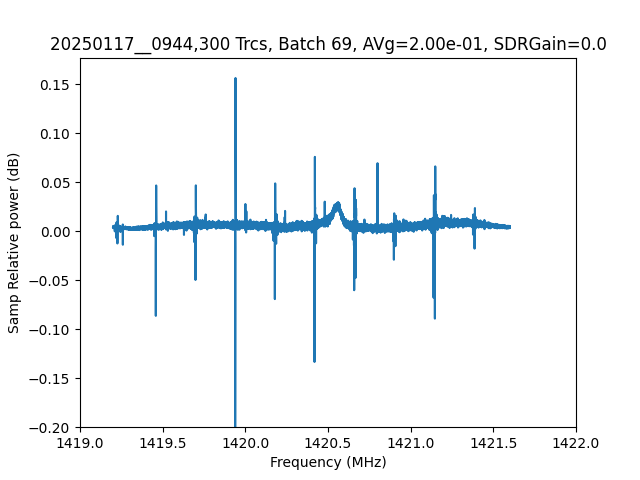 20250117__0944,300 Trcs, Batch 69, AVg=2.00e-01, SDRGain=0.0
Samp Relative power (dB)
0.15
0.10
0.05
0.00
−0.05
−0.10
−0.15
−0.20
1419.0 1419.5 1420.0 1420.5 1421.0 1421.5 1422.0
Frequency (MHz)